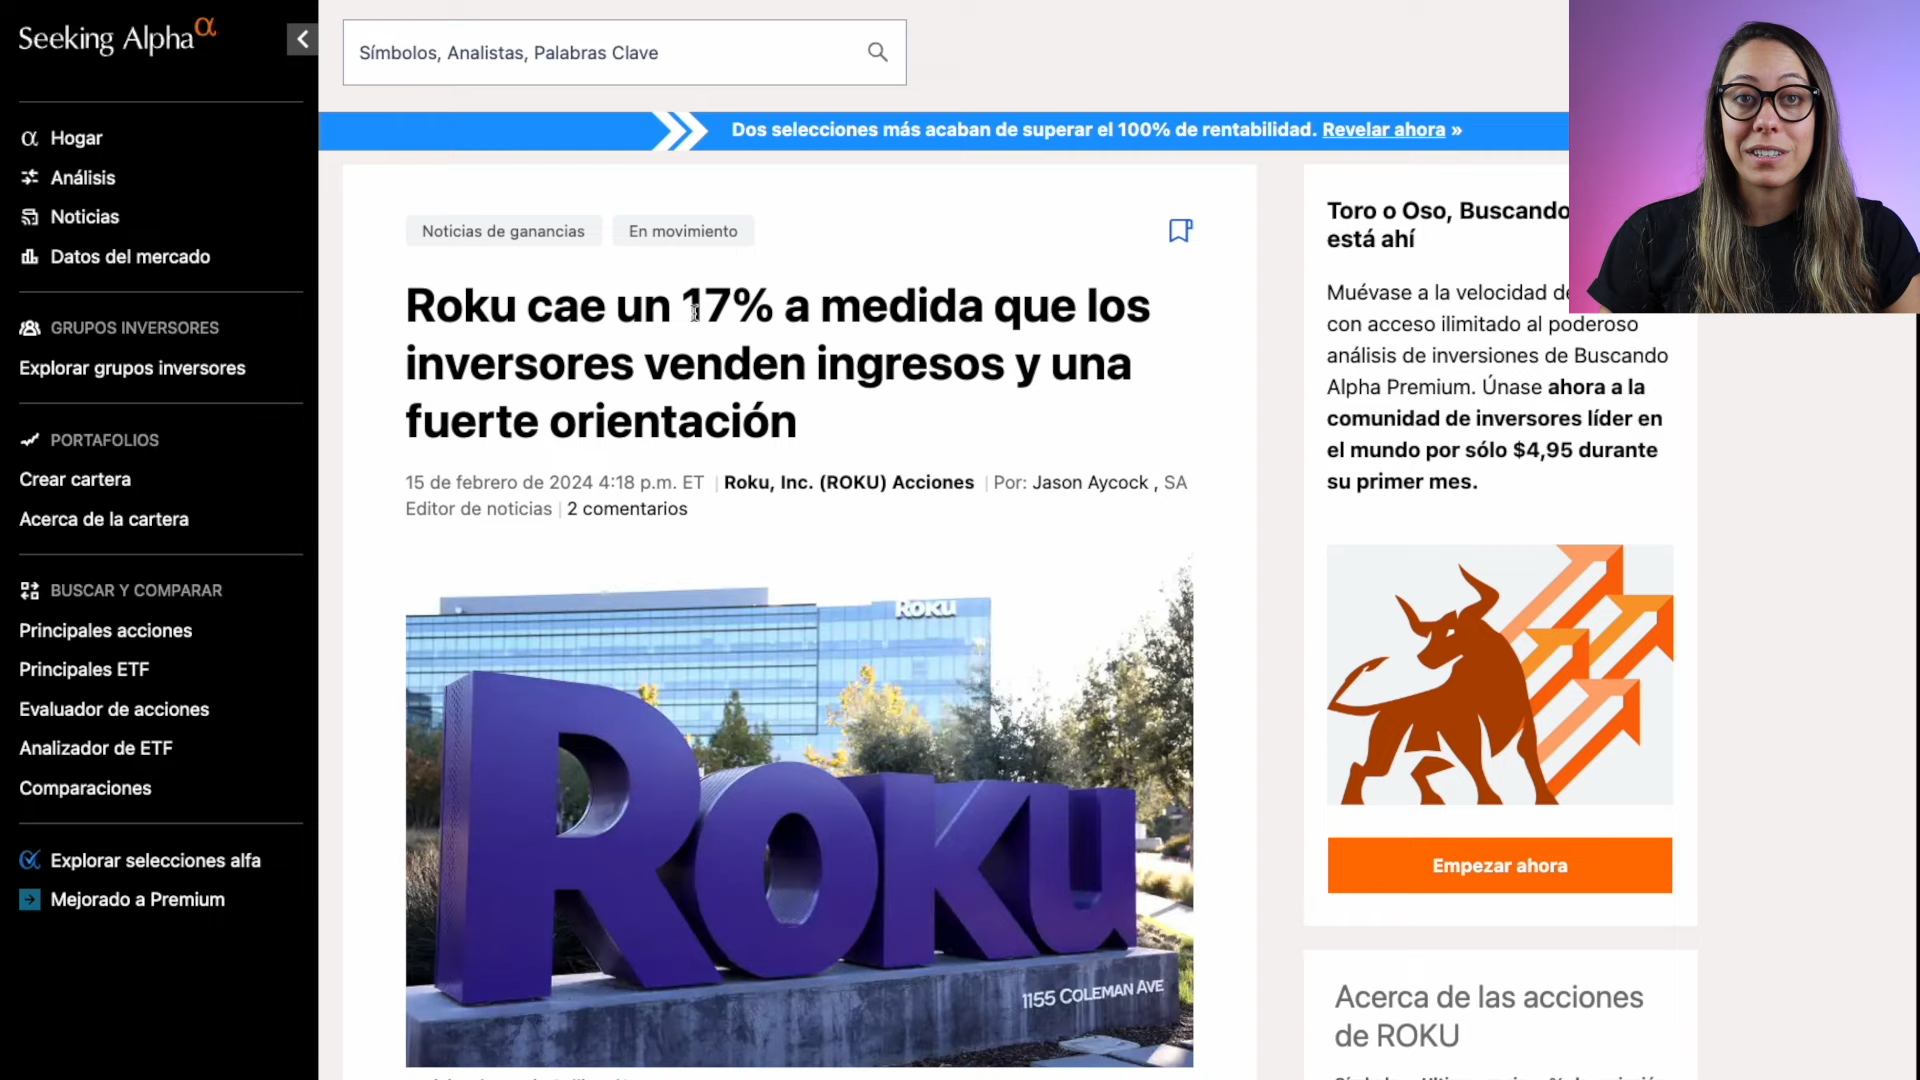 Seeking Alpha α
Símbolos, Analistas, Palabras Clave
Dos selecciones más acaban de superar el 100% de rentabilidad. Revelar ahora »
Hogar
Análisis
Noticias
Datos del mercado
GRUPOS INVERSORES
Explorar grupos inversores
PORTAFOLIOS
Crear cartera
Acerca de la cartera
BUSCAR Y COMPARAR
Principales acciones
Principales ETF
Evaluador de acciones
Analizador de ETF
Comparaciones
Explorar selecciones alfa
Mejorado a Premium
Noticias de ganancias
En movimiento
Roku cae un 17% a medida que los
inversores venden ingresos y una
fuerte orientación
15 de febrero de 2024 4:18 p.m. ET | Roku, Inc. (ROKU) Acciones | Por: Jason Aycock , SA
Editor de noticias | 2 comentarios
ROKU
ROKU
1155 COLEMAN AVE
Toro o Oso, Buscando
está ahí
Muévase a la velocidad
con acceso ilimitado al poderoso
análisis de inversiones de Buscando
Alpha Premium. Únase ahora a la
comunidad de inversores líder en
el mundo por sólo $4,95 durante
su primer mes.
Empezar ahora
Acerca de las acciones
de ROKU